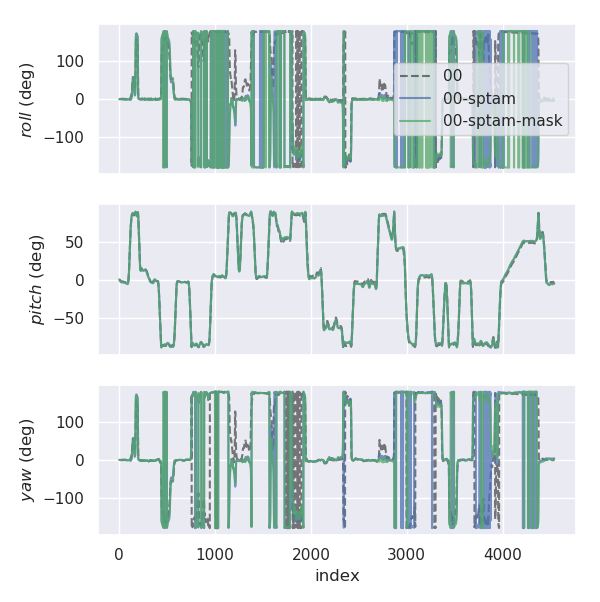 100
0
−100
roll (deg)
00
00-sptam
00-sptam-mask
50
0
−50
pitch (deg)
100
0
−100
yaw (deg)
0
1000
2000
3000
4000
index